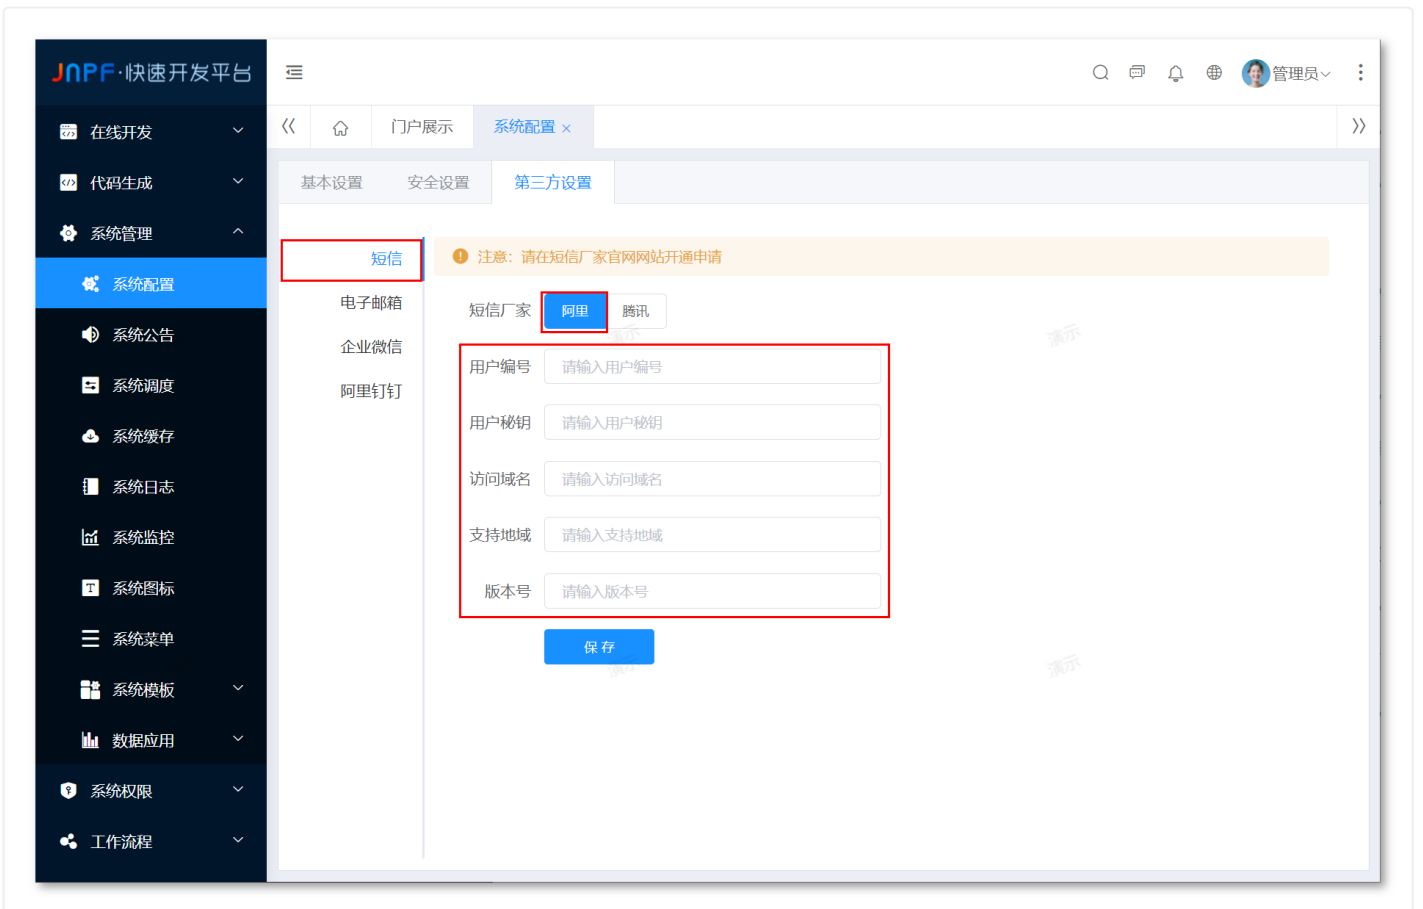 JNPF·快速开发平台
管理员
在线开发
代码生成
系统管理
系统配置
系统公告
系统调度
系统缓存
系统日志
系统监控
系统图标
系统菜单
系统模板
数据应用
系统权限
工作流程
门户展示
系统配置
基本设置
安全设置
第三方设置
短信
电子邮箱
企业微信
阿里钉钉
注意：请在短信厂家官网网站开通申请
短信厂家 阿里 腾讯
用户编号 请输入用户编号
用户秘钥 请输入用户秘钥
访问域名 请输入访问域名
支持地域 请输入支持地域
版本号 请输入版本号
保存
演示
演示
演示
演示